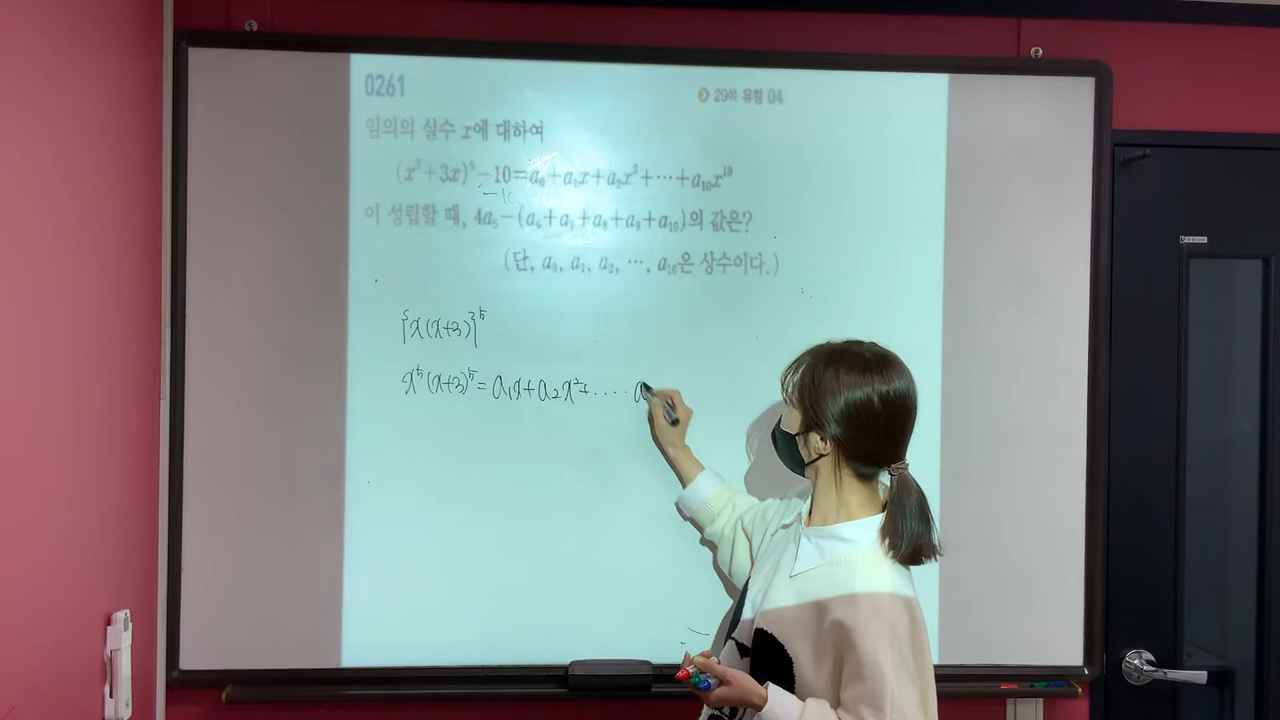 0261
29쪽 유형 04
임의의 실수 x에 대하여
(x²+3x)⁵-10=a₀+a₁x+a₂x²+⋯+a₁₀x¹⁰
-10
이 성립할 때, 4a₅-(a₆+a₇+a₈+a₉+a₁₀)의 값은?
(단, a₀, a₁, a₂, ⋯, a₁₀은 상수이다.)
{x(x+3)}⁵
x⁵(x+3)⁵=a₁x+a₂x²+....a